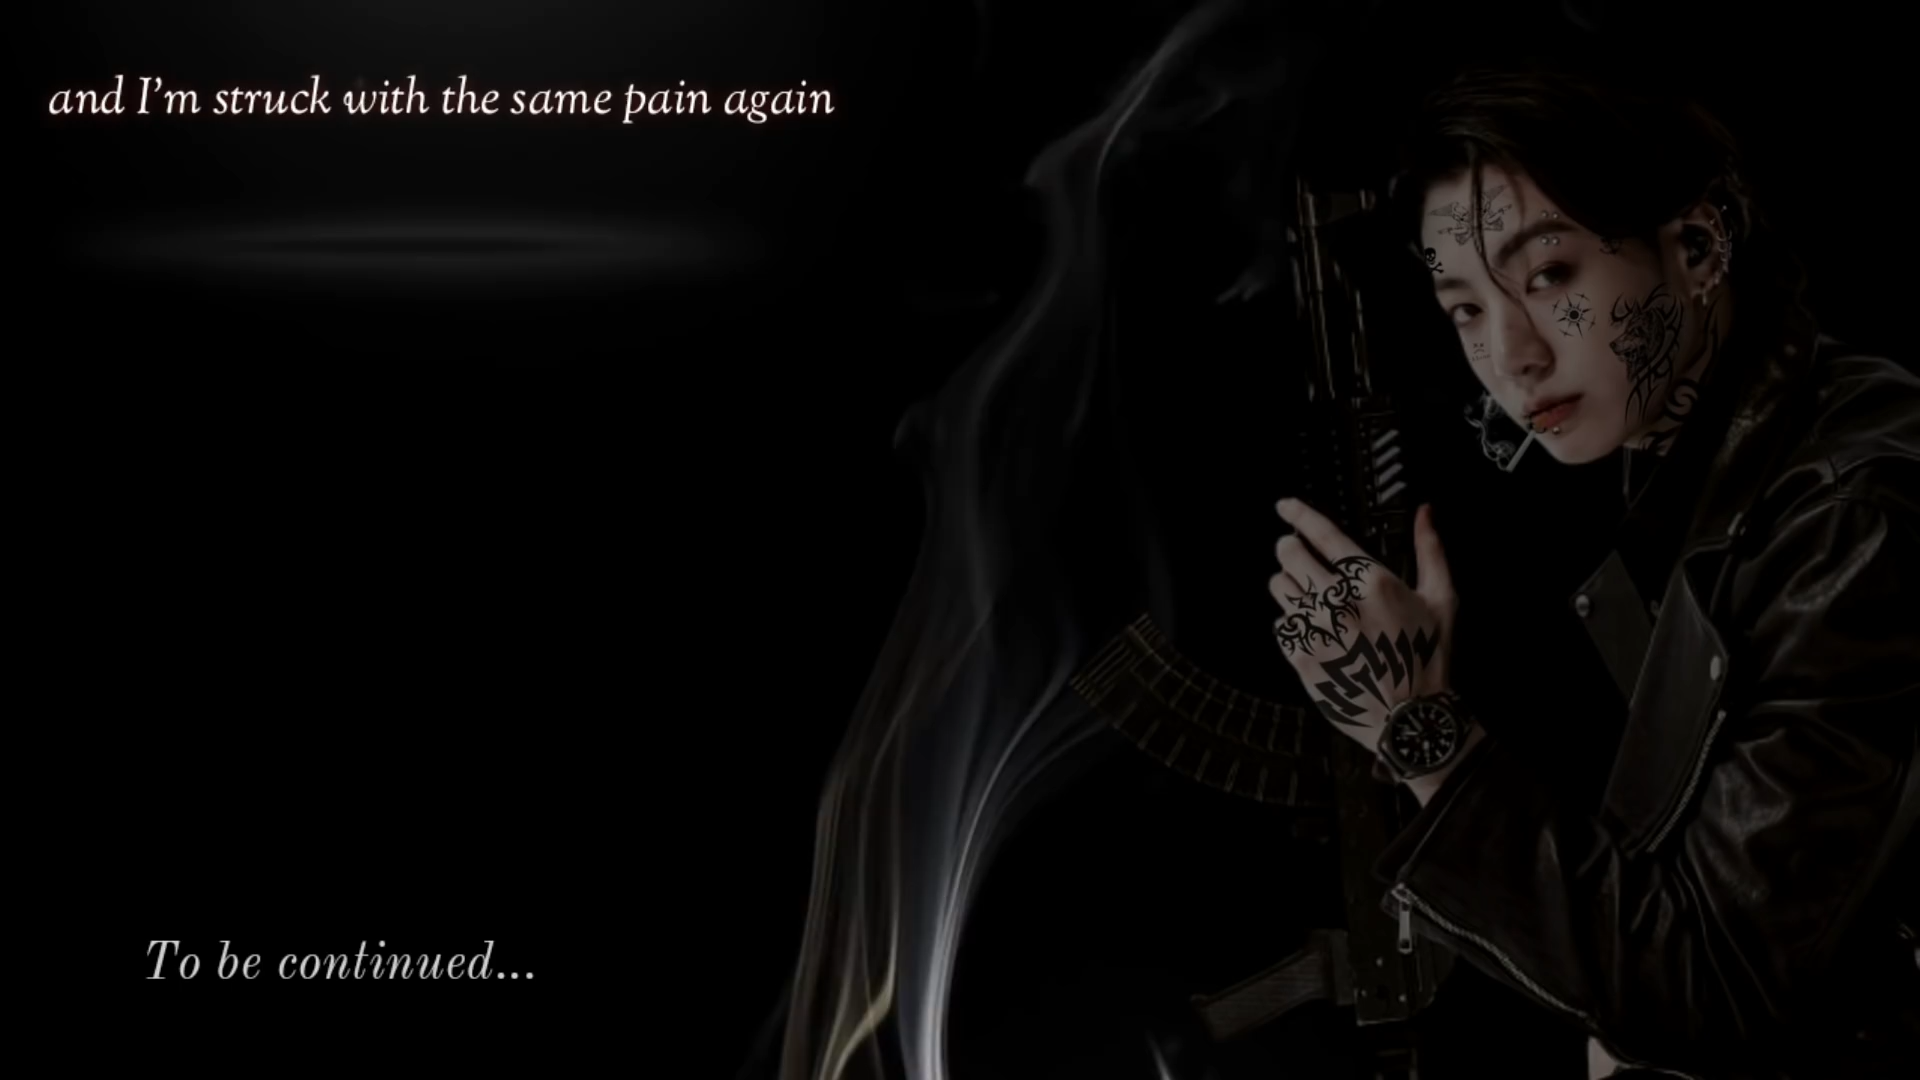 and I'm struck with the same pain again
To be continued...